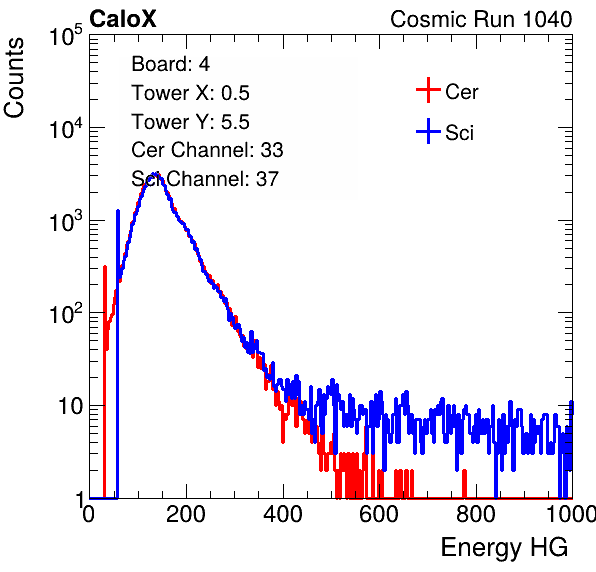 CaloX Cosmic Run 1040
Counts
Board: 4
Tower X: 0.5
Tower Y: 5.5
Cer Channel: 33
Sci Channel: 37
Cer
Sci
10^5
10^4
10^3
10^2
10
1
0 200 400 600 800 1000
Energy HG